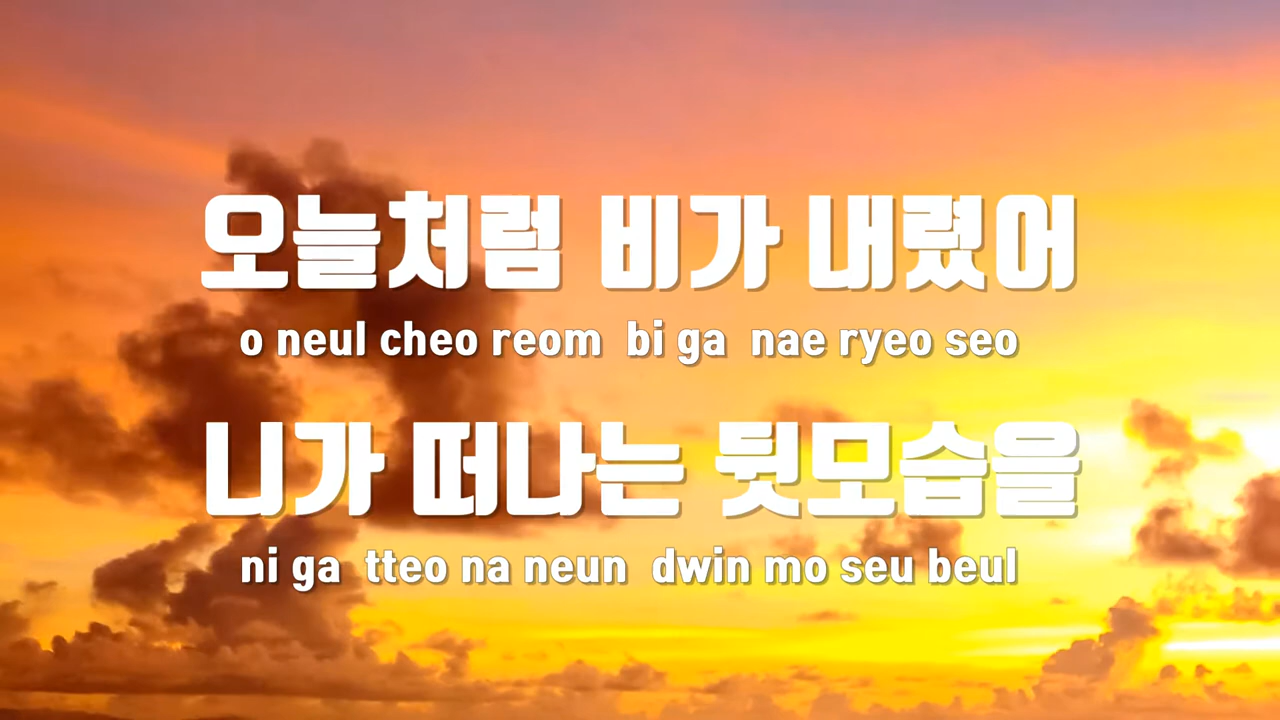 오늘처럼 비가 내렸어
o neul cheo reom bi ga nae ryeo seo
니가 떠나는 뒷모습을
ni ga tteo na neun dwin mo seu beul